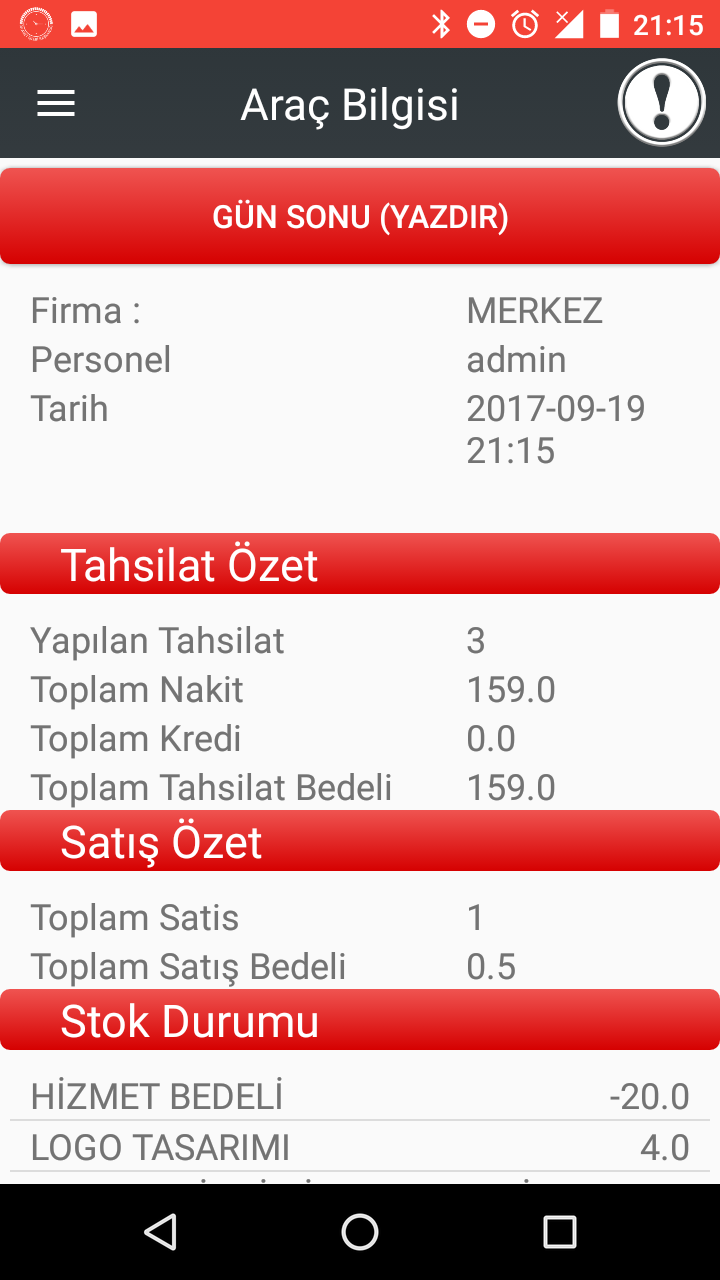 21:15
Araç Bilgisi
GÜN SONU (YAZDIR)
Firma : MERKEZ
Personel admin
Tarih 2017-09-19
21:15
Tahsilat Özet
Yapılan Tahsilat 3
Toplam Nakit 159.0
Toplam Kredi 0.0
Toplam Tahsilat Bedeli 159.0
Satış Özet
Toplam Satis 1
Toplam Satış Bedeli 0.5
Stok Durumu
HİZMET BEDELİ -20.0
LOGO TASARIMI 4.0